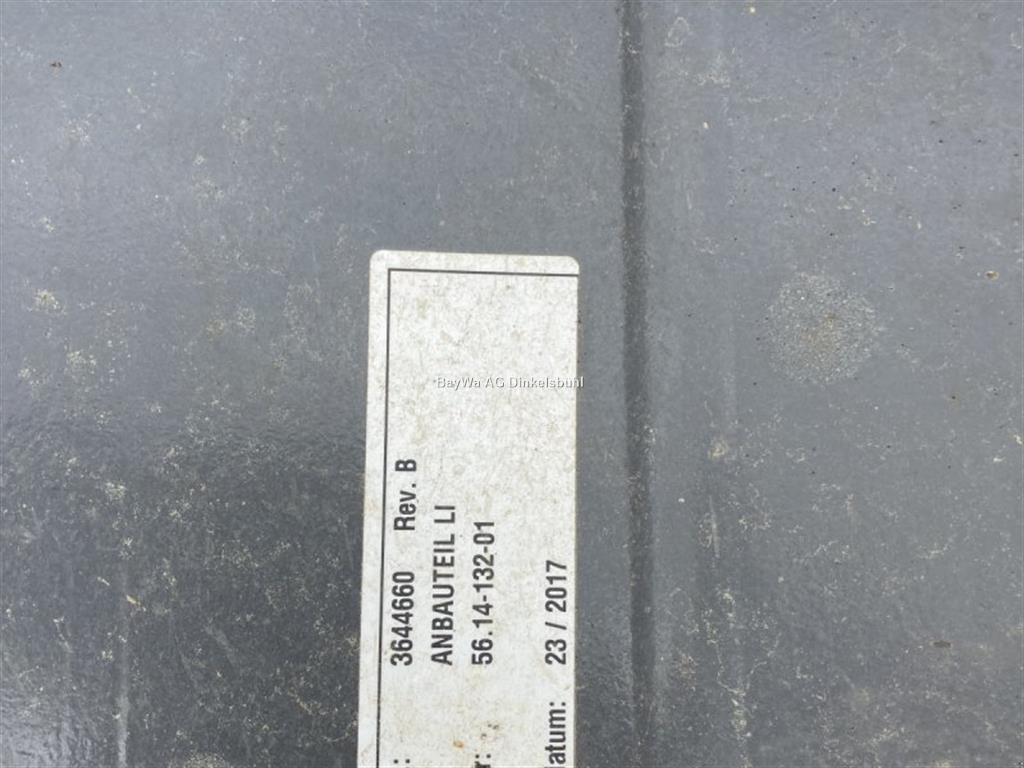 : 3644660 Rev. B
ANBAUTEIL LI
r: 56.14-132-01
atum: 23 / 2017
BayWa AG Dinkelsbühl